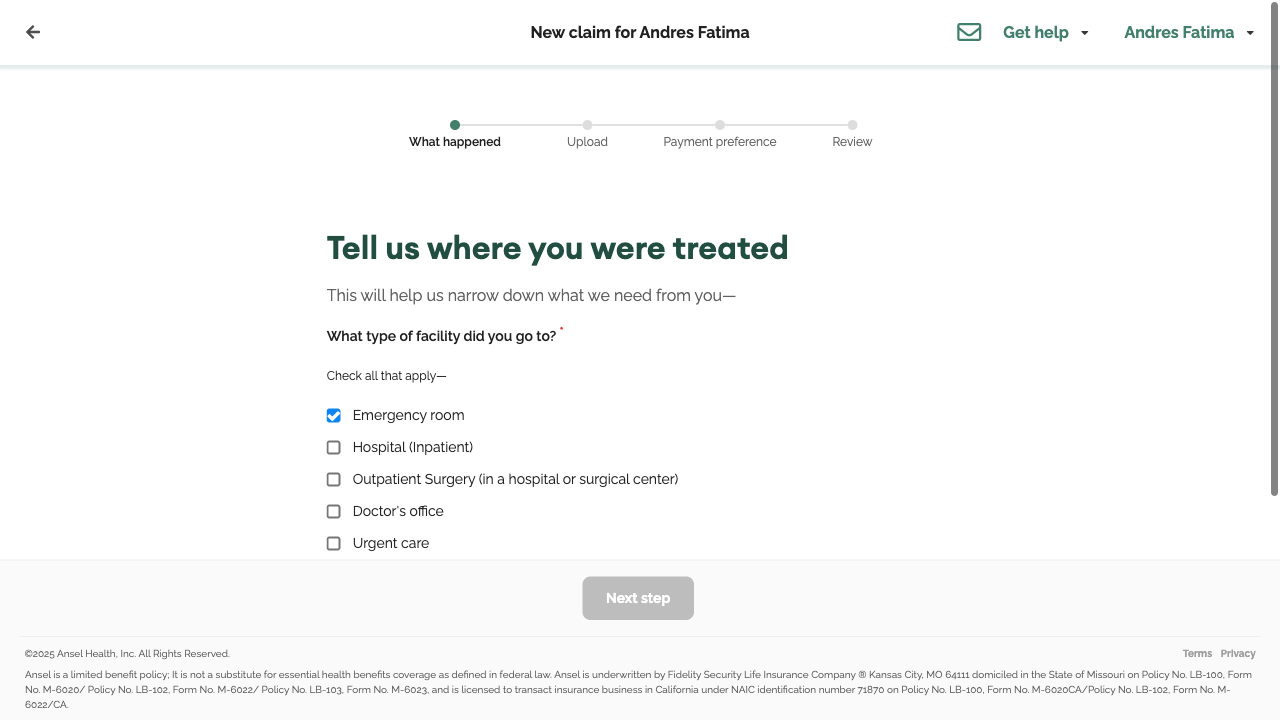 New claim for Andres Fatima
Get help
Andres Fatima
What happened
Upload
Payment preference
Review
Tell us where you were treated
This will help us narrow down what we need from you—
What type of facility did you go to? *
Check all that apply—
Emergency room
Hospital (Inpatient)
Outpatient Surgery (in a hospital or surgical center)
Doctor's office
Urgent care
Next step
©2025 Ansel Health, Inc. All Rights Reserved.
Terms Privacy
Ansel is a limited benefit policy; It is not a substitute for essential health benefits coverage as defined in federal law. Ansel is underwritten by Fidelity Security Life Insurance Company ® Kansas City, MO 64111 domiciled in the State of Missouri on Policy No. LB-100, Form
No. M-6020/ Policy No. LB-102, Form No. M-6022/ Policy No. LB-103, Form No. M-6023, and is licensed to transact insurance business in California under NAIC identification number 71870 on Policy No. LB-100, Form No. M-6020CA/Policy No. LB-102, Form No. M-
6022/CA.